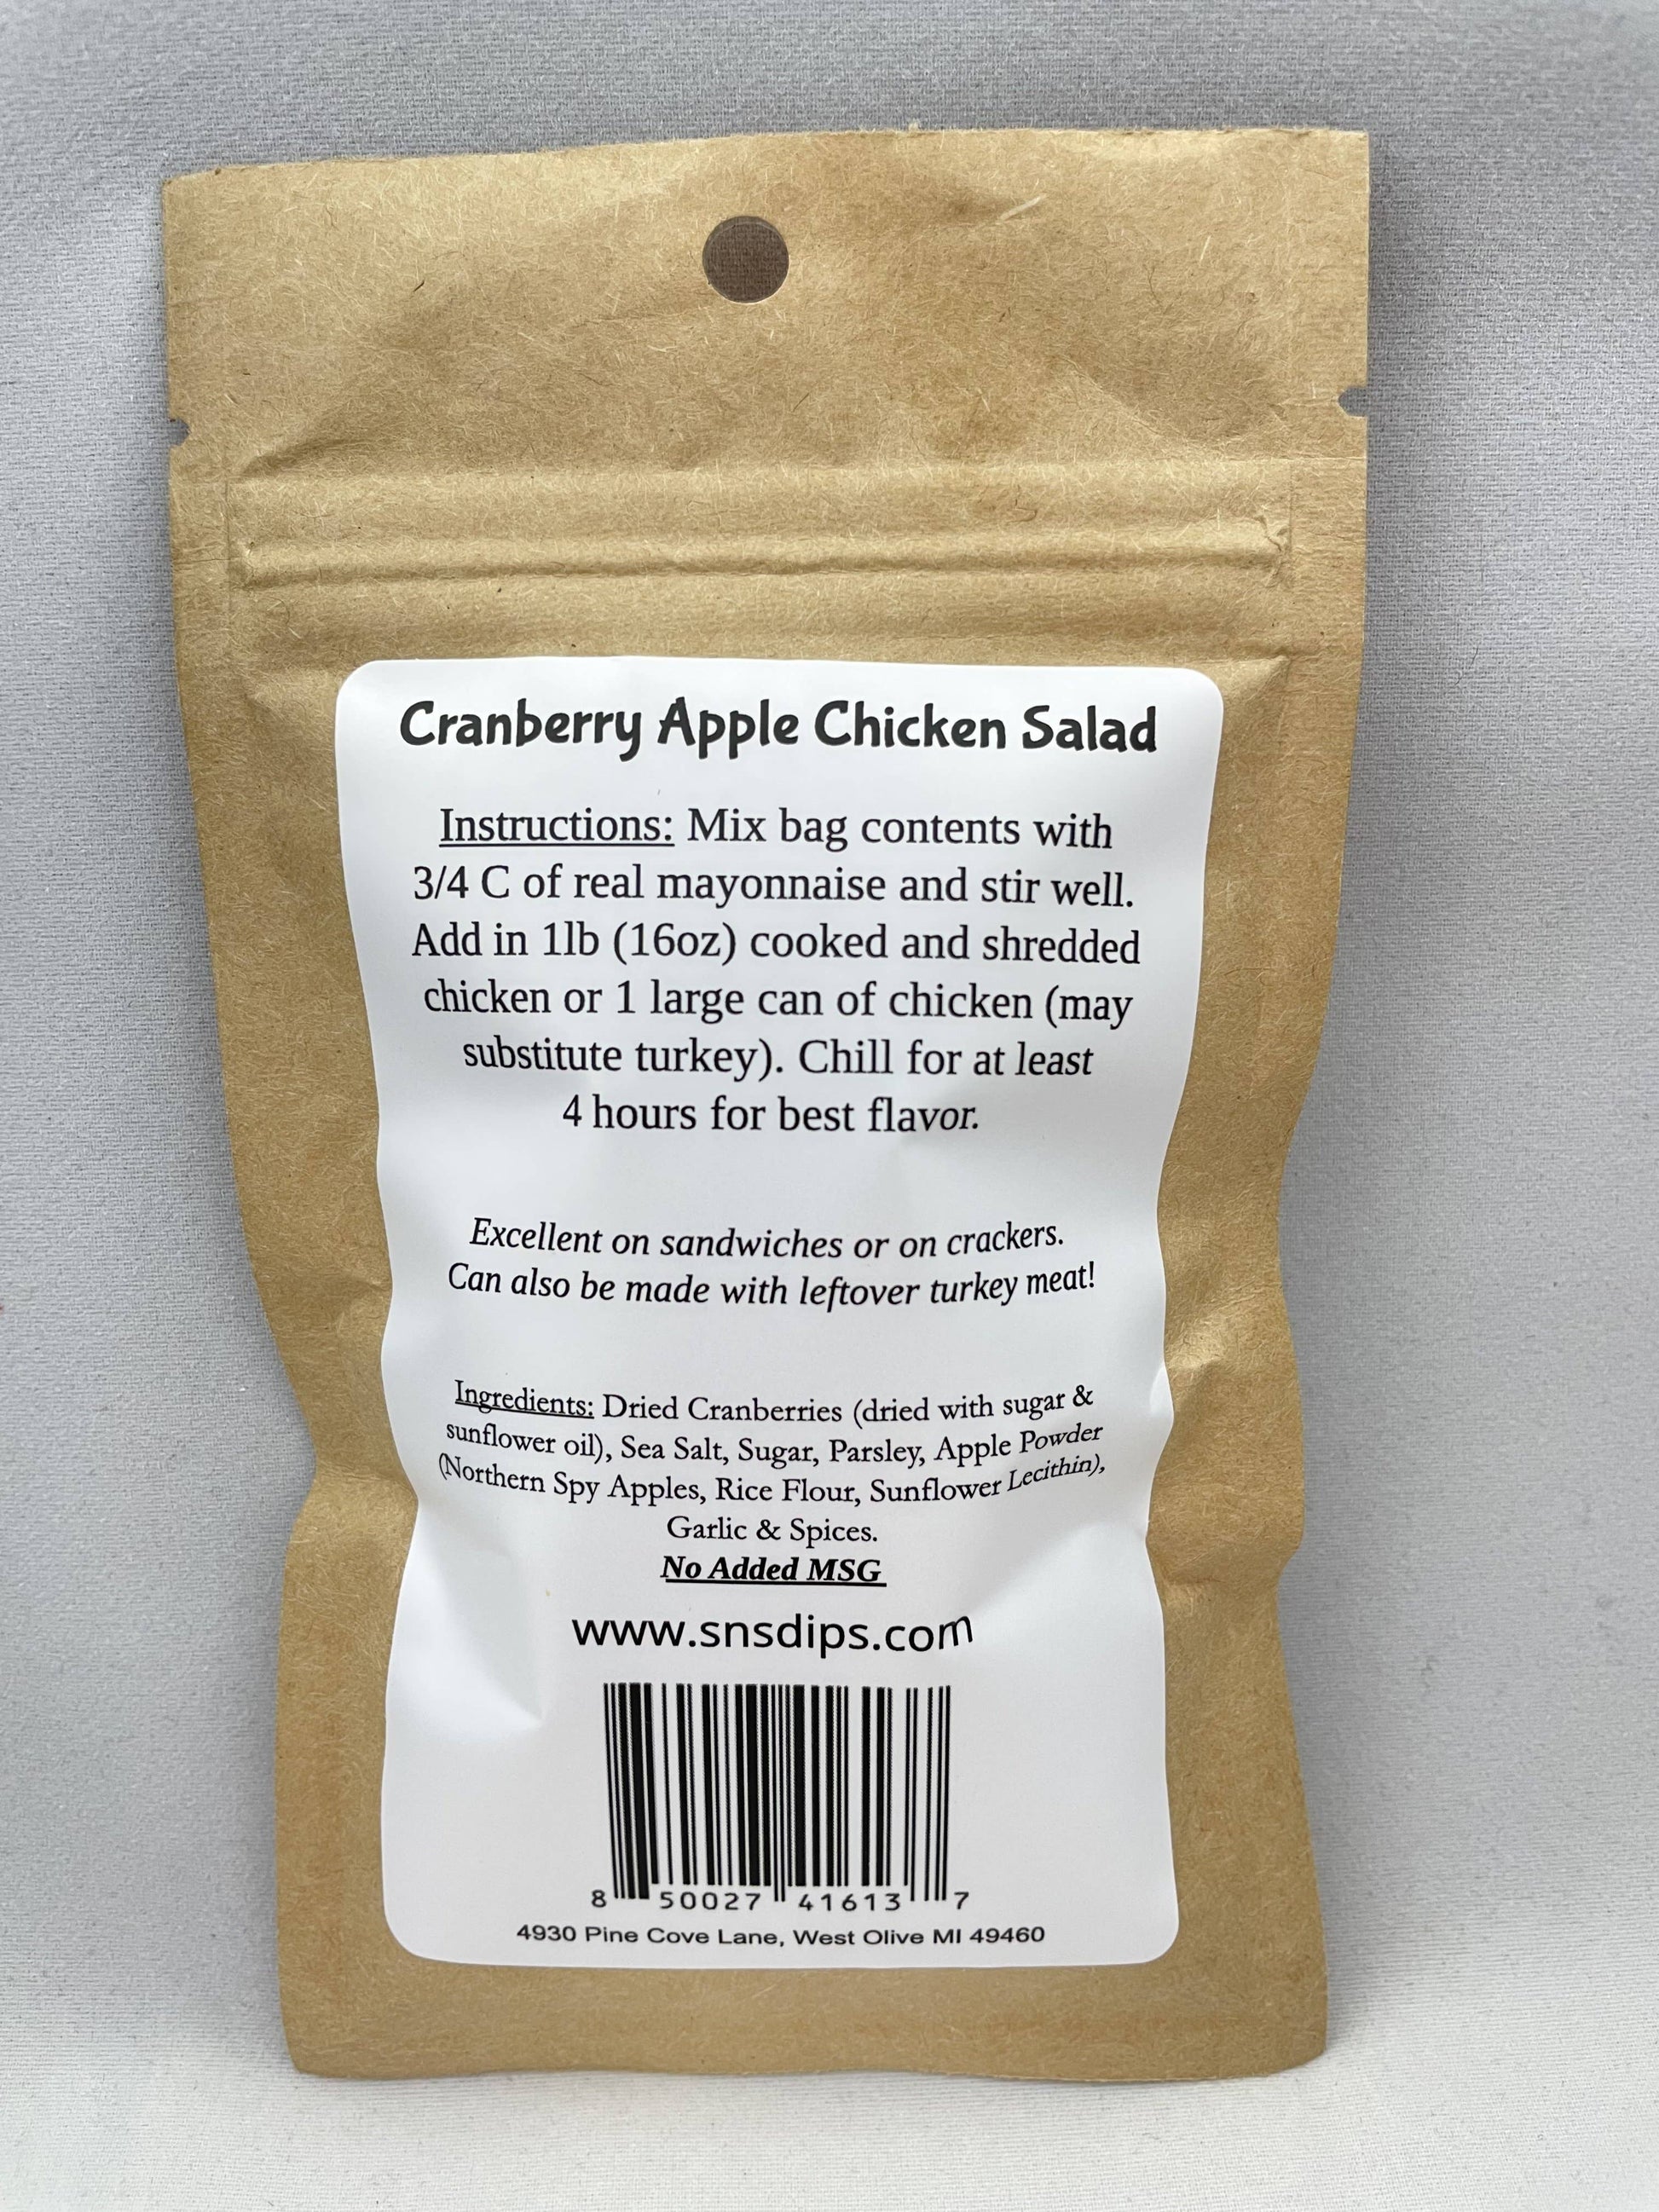 Cranberry Apple Chicken Salad
Instructions: Mix bag contents with
3/4 C of real mayonnaise and stir well.
Add in 1lb (16oz) cooked and shredded
chicken or 1 large can of chicken (may
substitute turkey). Chill for at least
4 hours for best flavor.
Excellent on sandwiches or on crackers.
Can also be made with leftover turkey meat!
Ingredients: Dried Cranberries (dried with sugar &
sunflower oil), Sea Salt, Sugar, Parsley, Apple Powder
(Northern Spy Apples, Rice Flour, Sunflower Lecithin),
Garlic & Spices.
No Added MSG
www.snsdips.com
8 50027 41613 7
4930 Pine Cove Lane, West Olive MI 49460